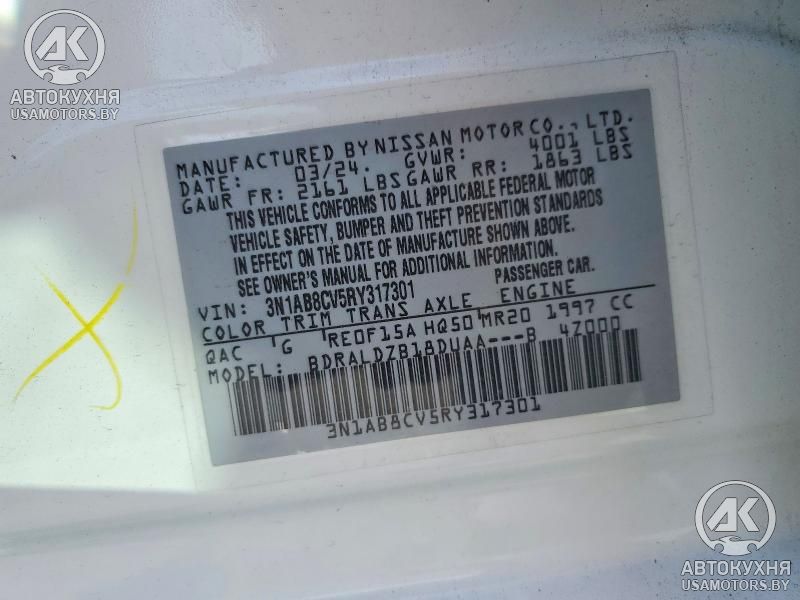 AK
АВТОКУХНЯ
USAMOTORS.BY
MANUFACTURED BY NISSAN MOTOR CO., LTD.
DATE: 03/24. GVWR: 4001 LBS
GAWR FR: 2161 LBS GAWR RR: 1863 LBS
THIS VEHICLE CONFORMS TO ALL APPLICABLE FEDERAL MOTOR
VEHICLE SAFETY, BUMPER AND THEFT PREVENTION STANDARDS
IN EFFECT ON THE DATE OF MANUFACTURE SHOWN ABOVE.
SEE OWNER'S MANUAL FOR ADDITIONAL INFORMATION.
VIN: 3N1AB8CV5RY317301 PASSENGER CAR.
COLOR TRIM TRANS AXLE ENGINE
QAC G RE0F15A HQ50 MR20 1997 CC
MODEL: BDRALDZB18DUAA---B 4Z000
3N1AB8CV5RY317301
AK
АВТОКУХНЯ
USAMOTORS.BY